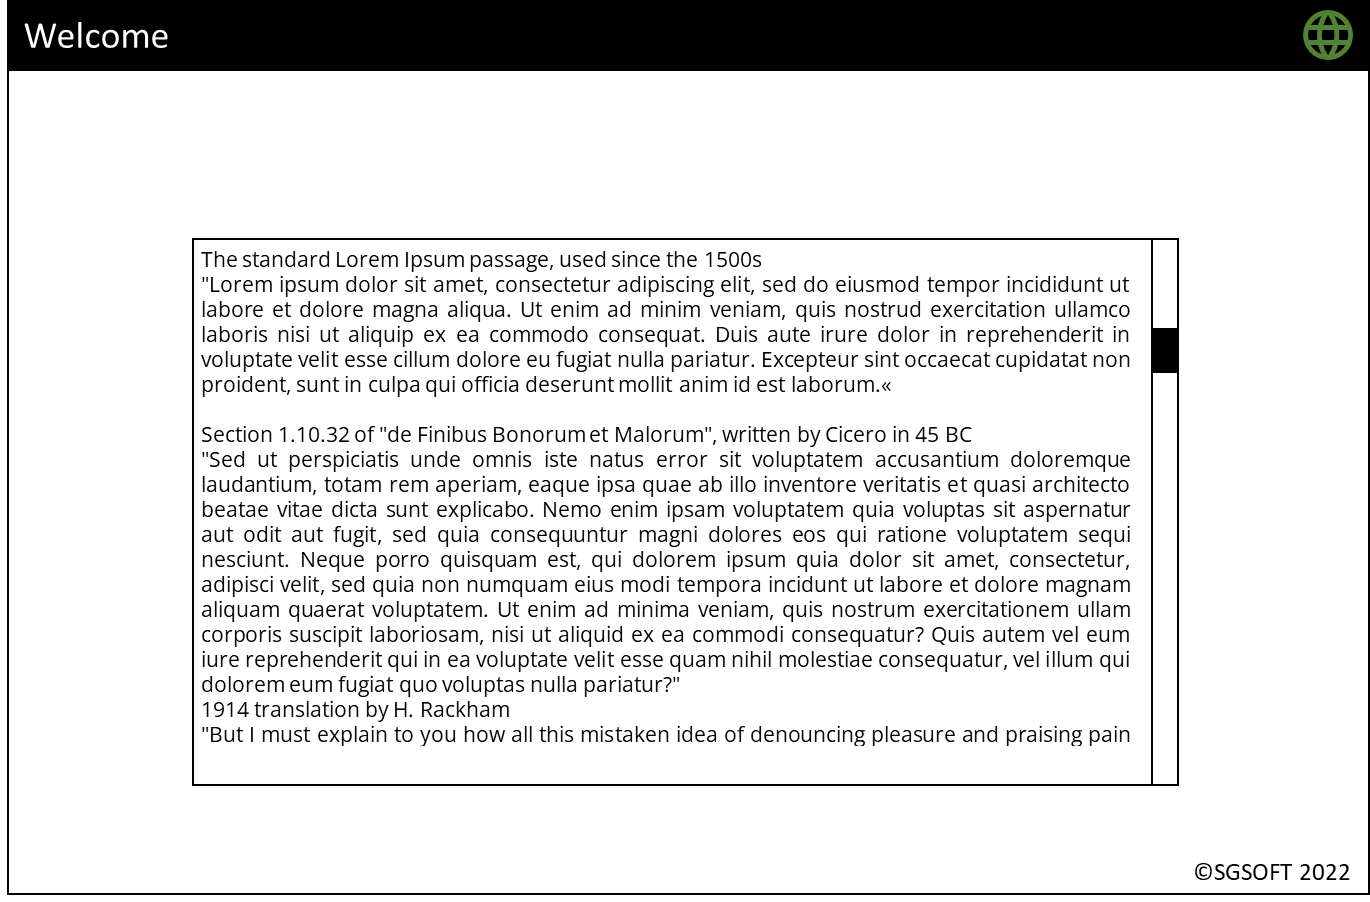 Welcome
The standard Lorem Ipsum passage, used since the 1500s
"Lorem ipsum dolor sit amet, consectetur adipiscing elit, sed do eiusmod tempor incididunt ut
labore et dolore magna aliqua. Ut enim ad minim veniam, quis nostrud exercitation ullamco
laboris nisi ut aliquip ex ea commodo consequat. Duis aute irure dolor in reprehenderit in
voluptate velit esse cillum dolore eu fugiat nulla pariatur. Excepteur sint occaecat cupidatat non
proident, sunt in culpa qui officia deserunt mollit anim id est laborum.«
Section 1.10.32 of "de Finibus Bonorum et Malorum", written by Cicero in 45 BC
"Sed ut perspiciatis unde omnis iste natus error sit voluptatem accusantium doloremque
laudantium, totam rem aperiam, eaque ipsa quae ab illo inventore veritatis et quasi architecto
beatae vitae dicta sunt explicabo. Nemo enim ipsam voluptatem quia voluptas sit aspernatur
aut odit aut fugit, sed quia consequuntur magni dolores eos qui ratione voluptatem sequi
nesciunt. Neque porro quisquam est, qui dolorem ipsum quia dolor sit amet, consectetur,
adipisci velit, sed quia non numquam eius modi tempora incidunt ut labore et dolore magnam
aliquam quaerat voluptatem. Ut enim ad minima veniam, quis nostrum exercitationem ullam
corporis suscipit laboriosam, nisi ut aliquid ex ea commodi consequatur? Quis autem vel eum
iure reprehenderit qui in ea voluptate velit esse quam nihil molestiae consequatur, vel illum qui
dolorem eum fugiat quo voluptas nulla pariatur?"
1914 translation by H. Rackham
"But I must explain to you how all this mistaken idea of denouncing pleasure and praising pain
©SGSOFT 2022